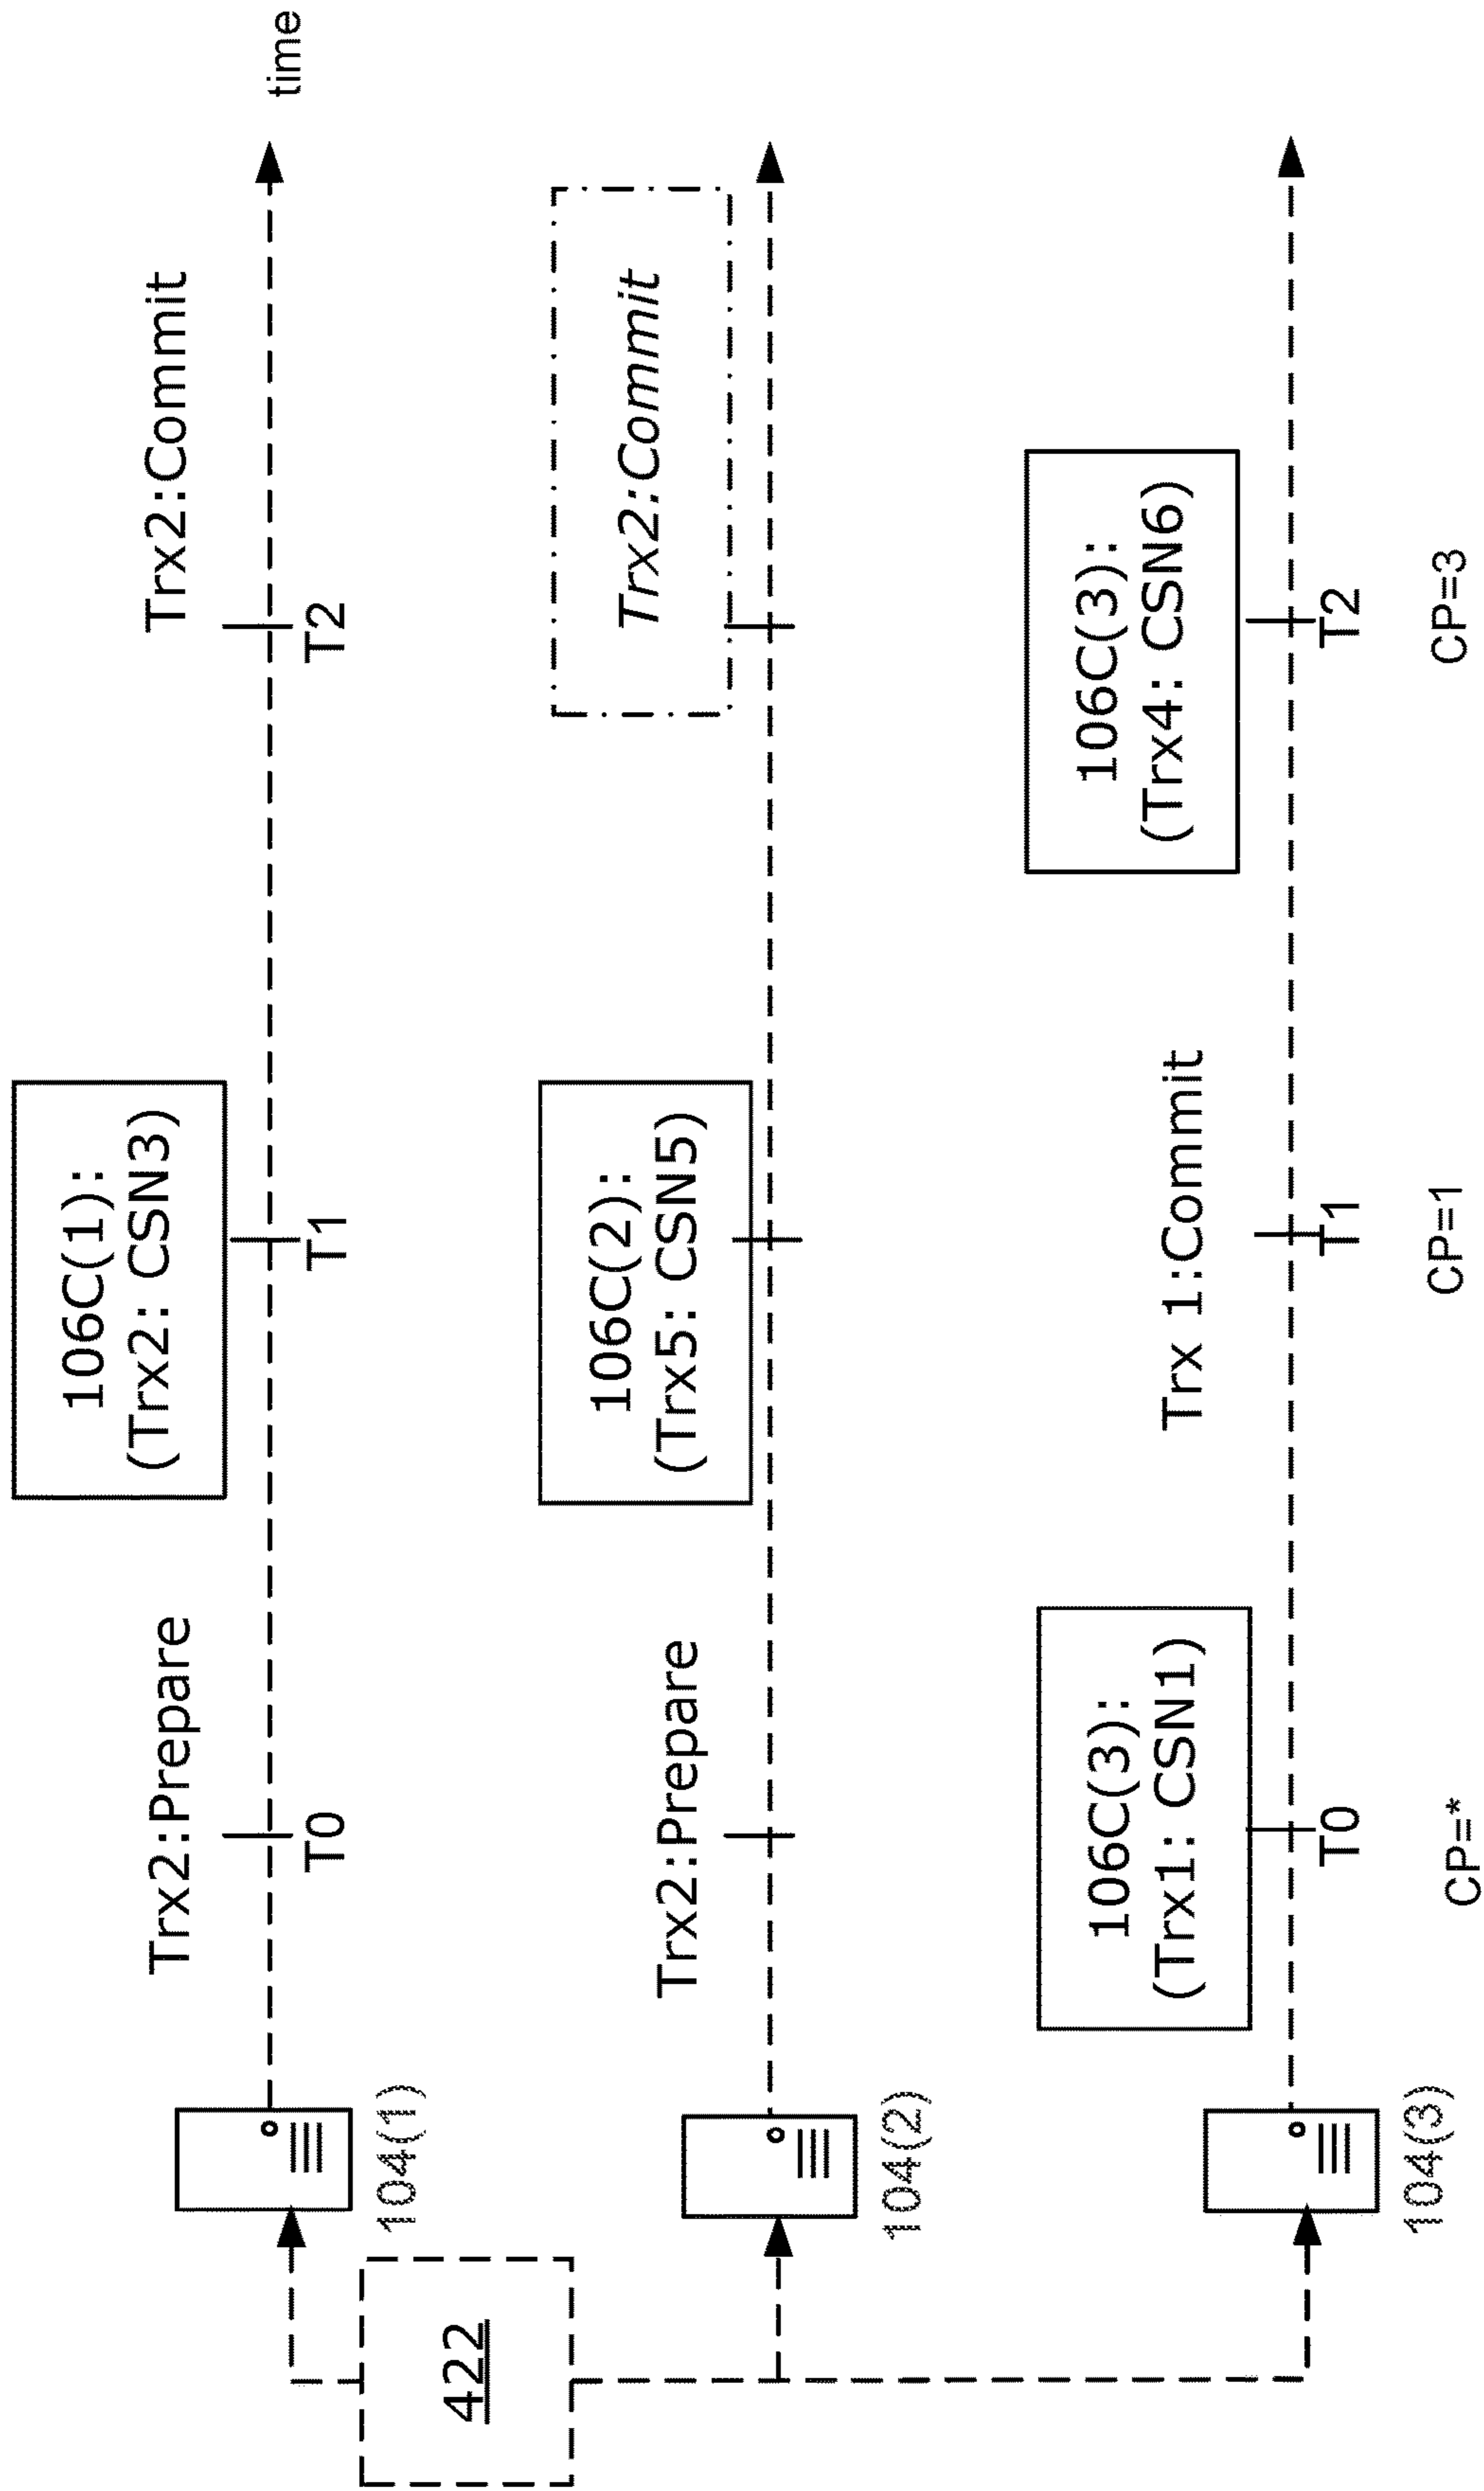 422
104(1)
Trx2:Prepare
T0
106C(1):
(Trx2: CSN3)
T1
Trx2:Commit
T2
time
104(2)
Trx2:Prepare
106C(2):
(Trx5: CSN5)
Trx2:Commit
104(3)
106C(3):
(Trx1: CSN1)
T0
Trx 1:Commit
T1
106C(3):
(Trx4: CSN6)
T2
CP=*
CP=1
CP=3